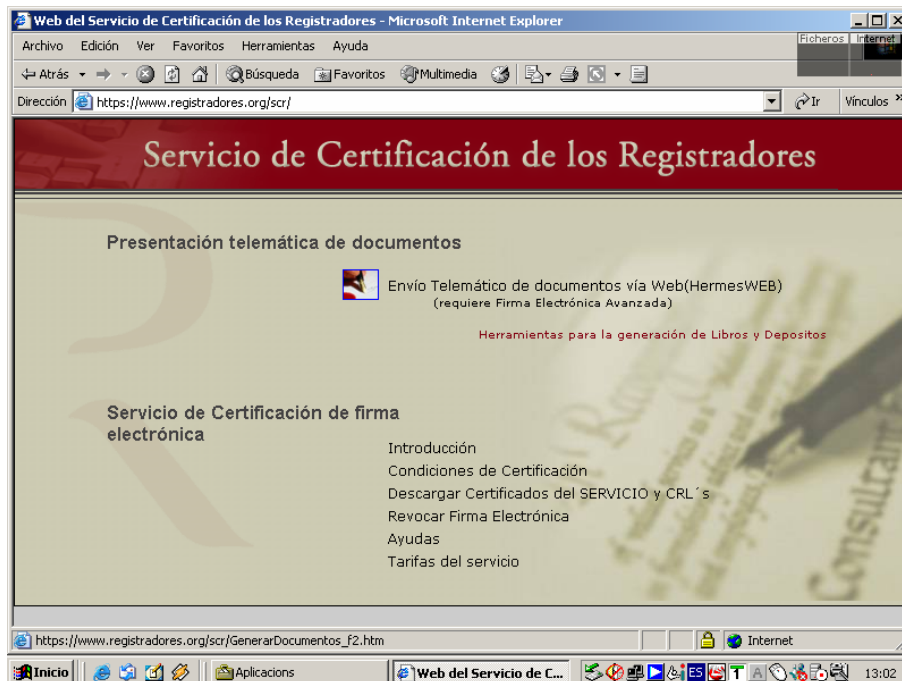 Web del Servicio de Certificación de los Registradores - Microsoft Internet Explorer
Archivo Edición Ver Favoritos Herramientas Ayuda
Ficheros Internet
Atrás Búsqueda Favoritos Multimedia
Dirección https://www.registradores.org/scr/ Ir Vínculos »
Servicio de Certificación de los Registradores
Presentación telemática de documentos
Envío Telemático de documentos vía Web(HermesWEB)
(requiere Firma Electrónica Avanzada)
Herramientas para la generación de Libros y Depositos
Servicio de Certificación de firma
electrónica
Introducción
Condiciones de Certificación
Descargar Certificados del SERVICIO y CRL´s
Revocar Firma Electrónica
Ayudas
Tarifas del servicio
Consultant
https://www.registradores.org/scr/GenerarDocumentos_f2.htm Internet
Inicio Aplicacions Web del Servicio de C... ES 13:02